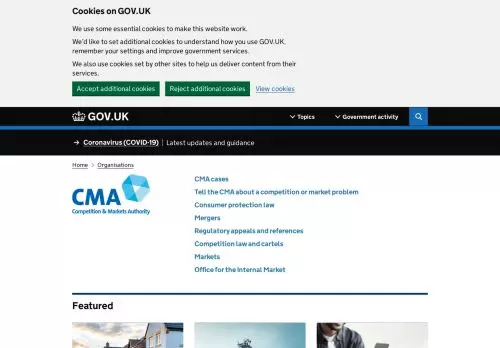 Cookies on GOV.UK
We use some essential cookies to make this website work.
We'd like to set additional cookies to understand how you use GOV.UK,
remember your settings and improve government services.
We also use cookies set by other sites to help us deliver content from their
services.
Accept additional cookies Reject additional cookies View cookies
GOV.UK Topics Government activity
→ Coronavirus (COVID-19) Latest updates and guidance
Home > Organisations
CMA
Competition & Markets Authority
CMA cases
Tell the CMA about a competition or market problem
Consumer protection law
Mergers
Regulatory appeals and references
Competition law and cartels
Markets
Office for the Internal Market
Featured